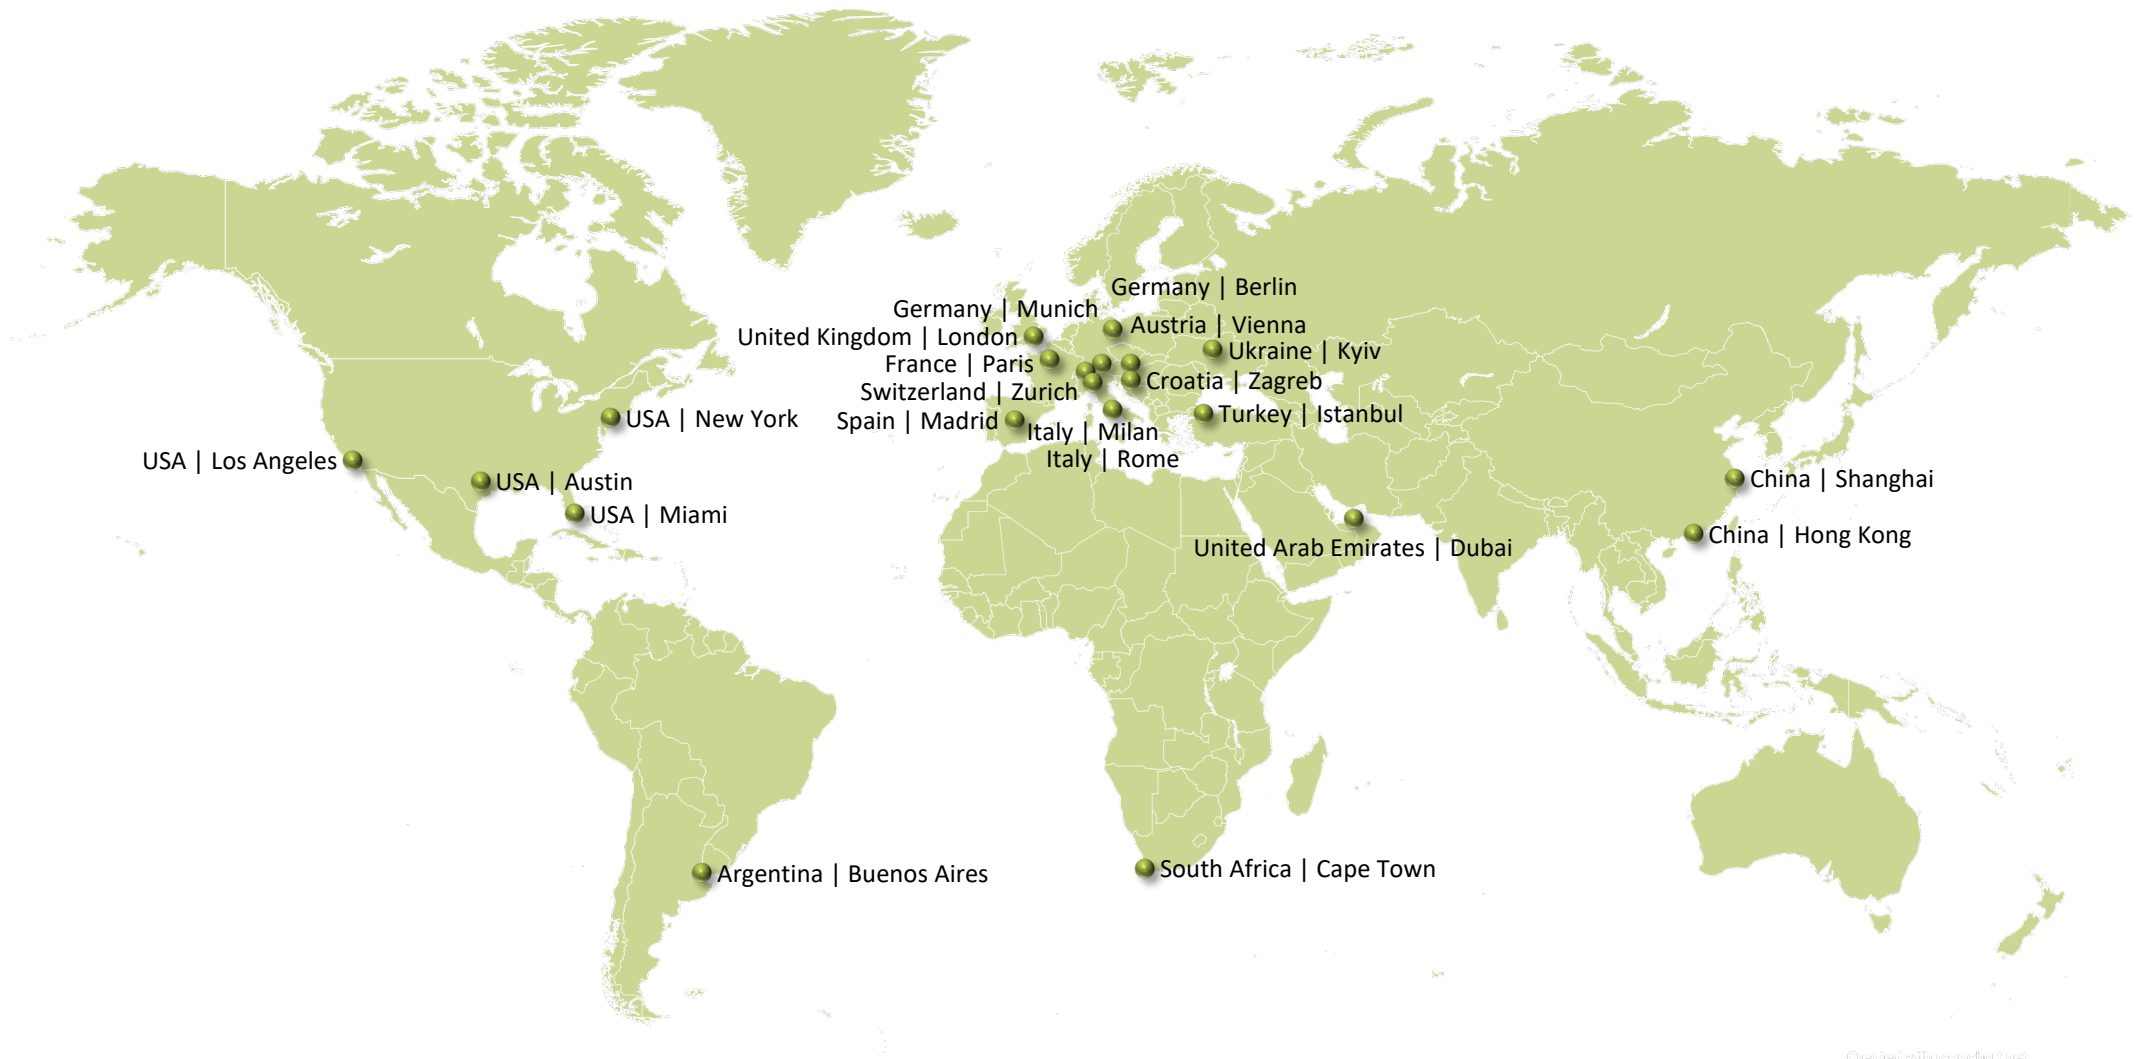 Germany | Berlin
Germany | Munich
Austria | Vienna
United Kingdom | London
Ukraine | Kyiv
France | Paris
Croatia | Zagreb
Switzerland | Zurich
Turkey | Istanbul
USA | New York
Spain | Madrid
Italy | Milan
Italy | Rome
USA | Los Angeles
USA | Austin
China | Shanghai
USA | Miami
China | Hong Kong
United Arab Emirates | Dubai
South Africa | Cape Town
Argentina | Buenos Aires